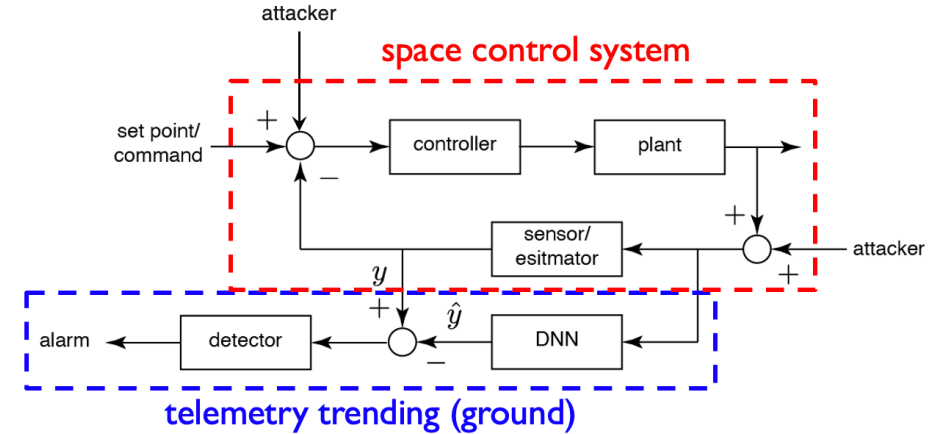 attacker
space control system
+
set point/
command
controller
plant
−
+
sensor/
esitmator
attacker
+
y
+
ŷ
alarm
detector
−
DNN
telemetry trending (ground)